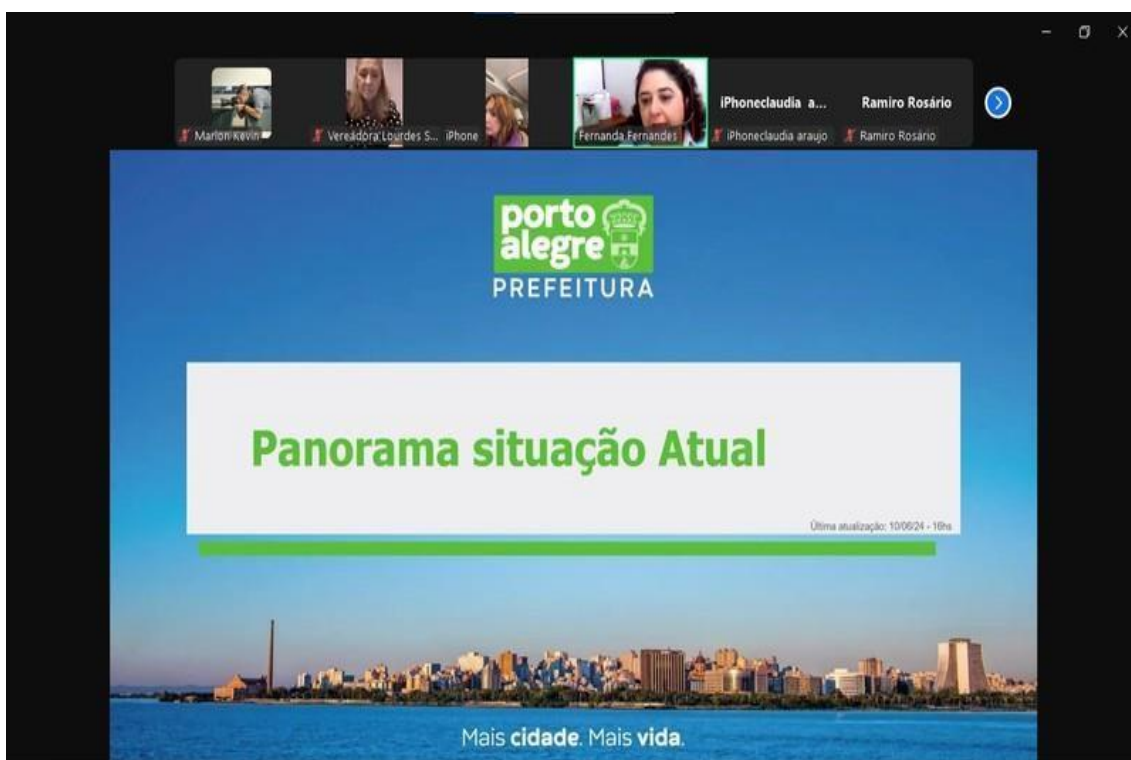 iPhoneclaudia a...
Ramiro Rosário
Marlon Kevin
Vereadora Lourdes S...
iPhone
Fernanda Fernandes
iPhoneclaudia araujo
Ramiro Rosário
porto
alegre
PREFEITURA
Panorama situação Atual
Última atualização: 10/06/24 - 16hs
Mais cidade. Mais vida.